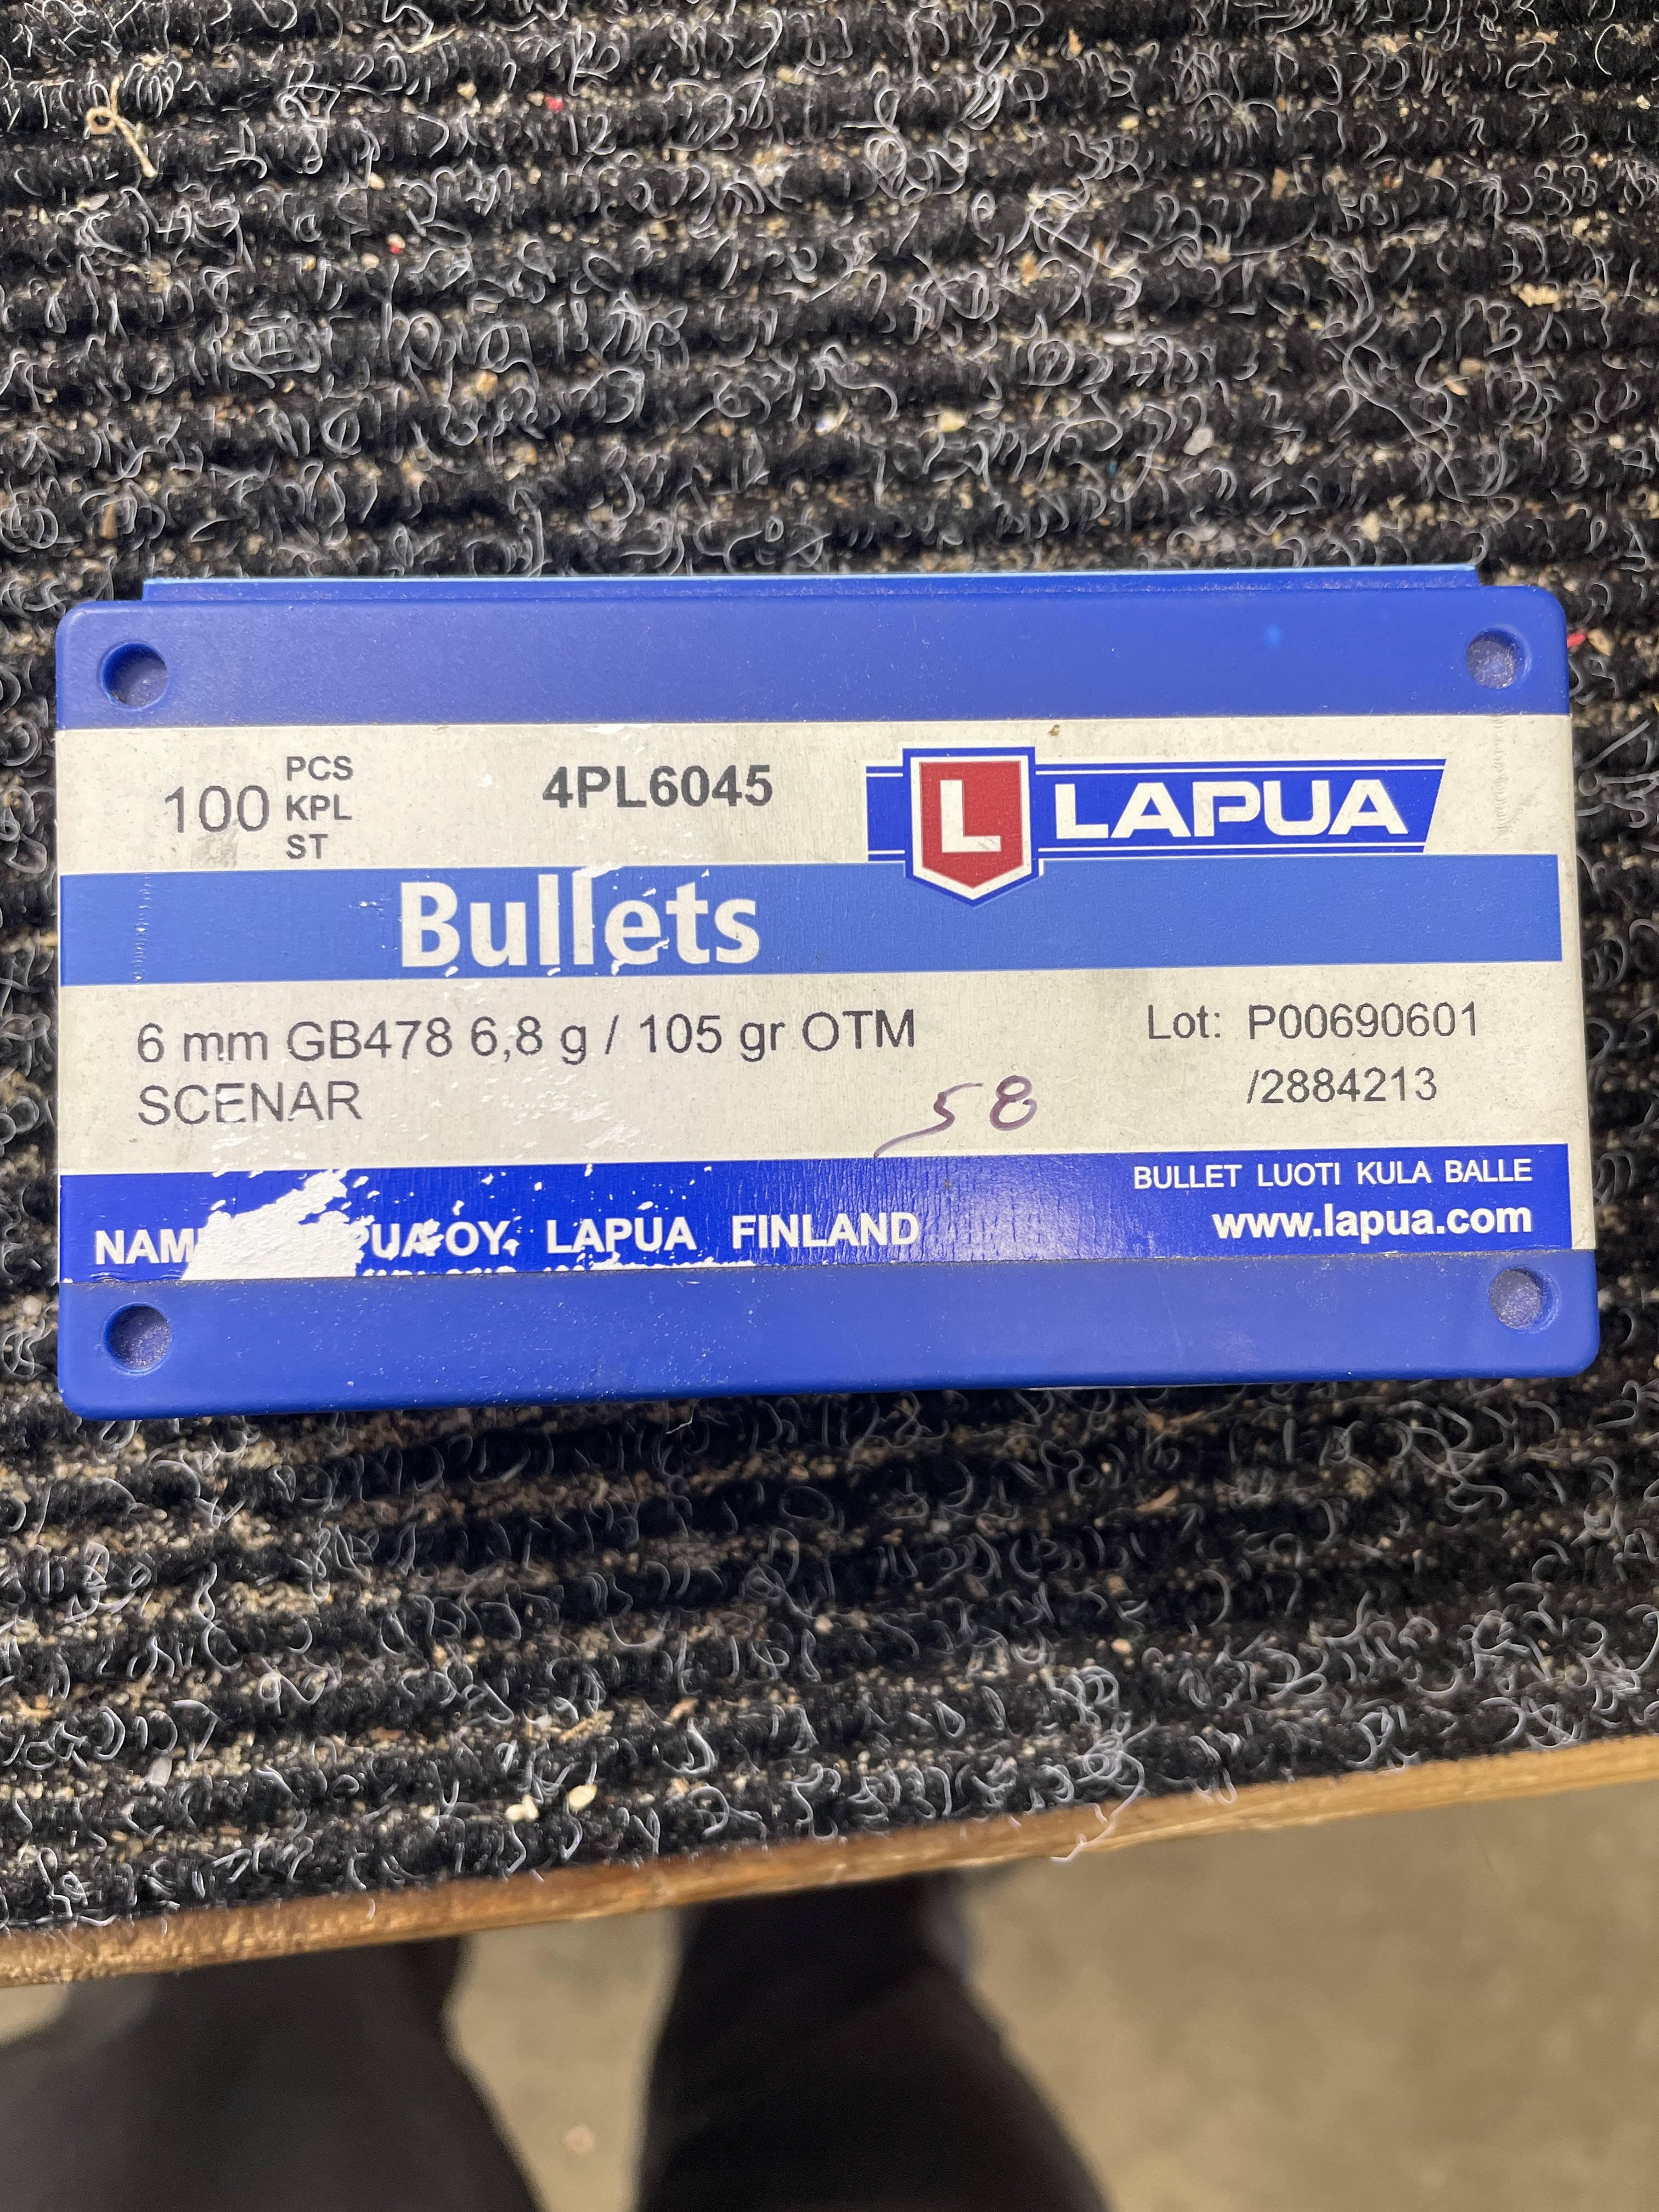 100 PCS
KPL
ST
4PL6045
L LAPUA
Bullets
6 mm GB478 6,8 g / 105 gr OTM
SCENAR
Lot: P00690601
/2884213
58
BULLET LUOTI KULA BALLE
OY, LAPUA FINLAND
www.lapua.com